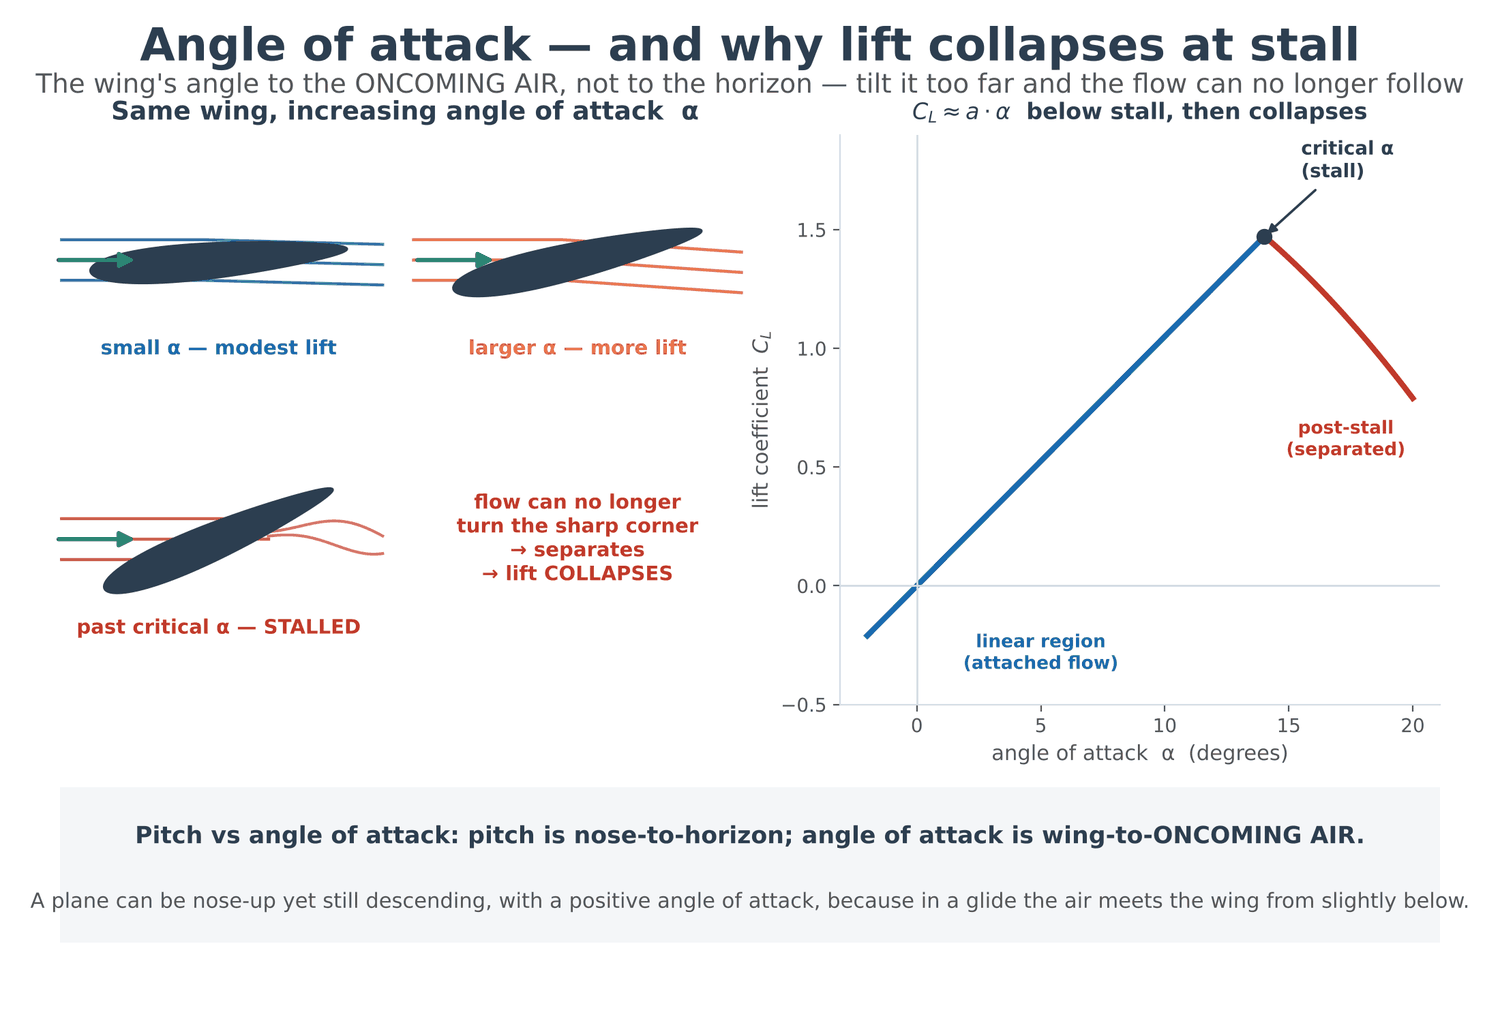 Angle of attack — and why lift collapses at stall
The wing's angle to the ONCOMING AIR, not to the horizon — tilt it too far and the flow can no longer follow
Same wing, increasing angle of attack α
small α — modest lift
larger α — more lift
past critical α — STALLED
flow can no longer
turn the sharp corner
→ separates
→ lift COLLAPSES
C_L ≈ a · α below stall, then collapses
critical α
(stall)
1.5
1.0
0.5
0.0
−0.5
lift coefficient C_L
post-stall
(separated)
linear region
(attached flow)
0 5 10 15 20
angle of attack α (degrees)
Pitch vs angle of attack: pitch is nose-to-horizon; angle of attack is wing-to-ONCOMING AIR.
A plane can be nose-up yet still descending, with a positive angle of attack, because in a glide the air meets the wing from slightly below.